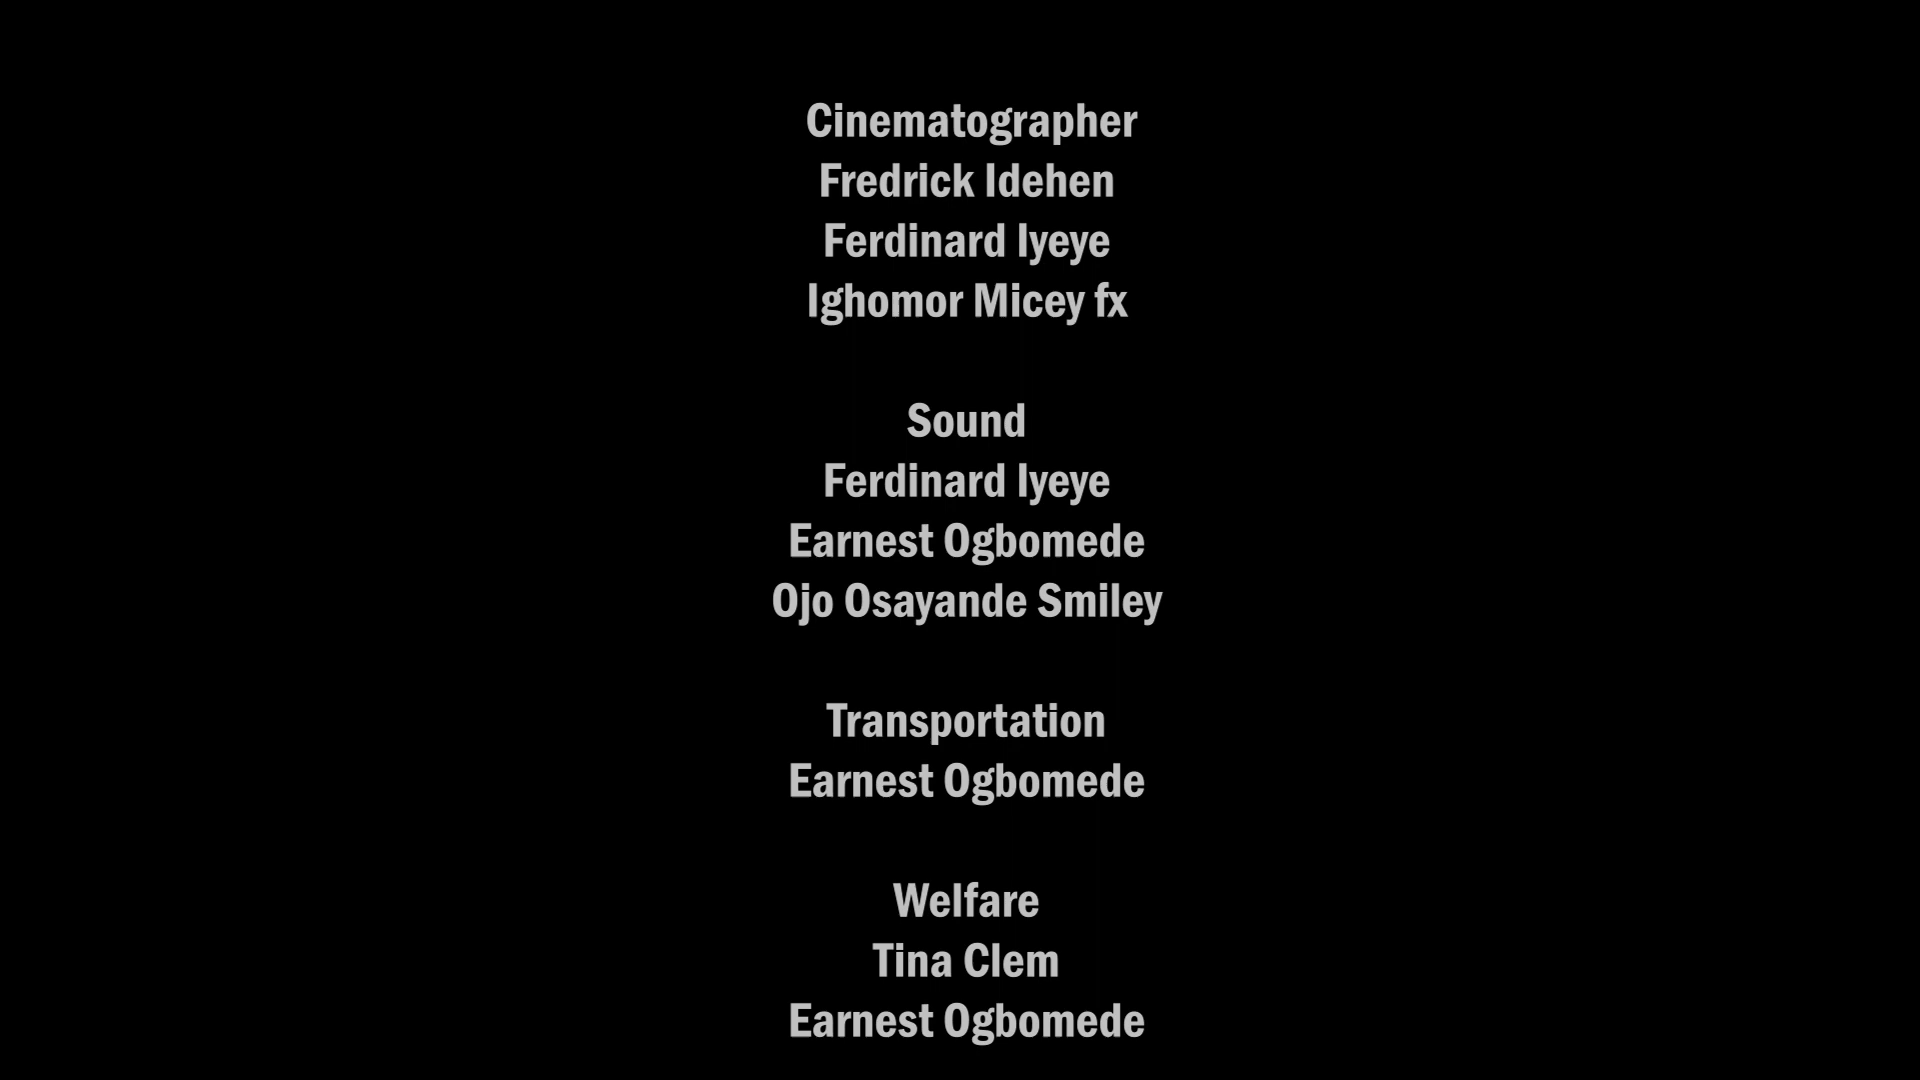 Cinematographer
Fredrick Idehen
Ferdinard Iyeye
Ighomor Micey fx
Sound
Ferdinard Iyeye
Earnest Ogbomede
Ojo Osayande Smiley
Transportation
Earnest Ogbomede
Welfare
Tina Clem
Earnest Ogbomede